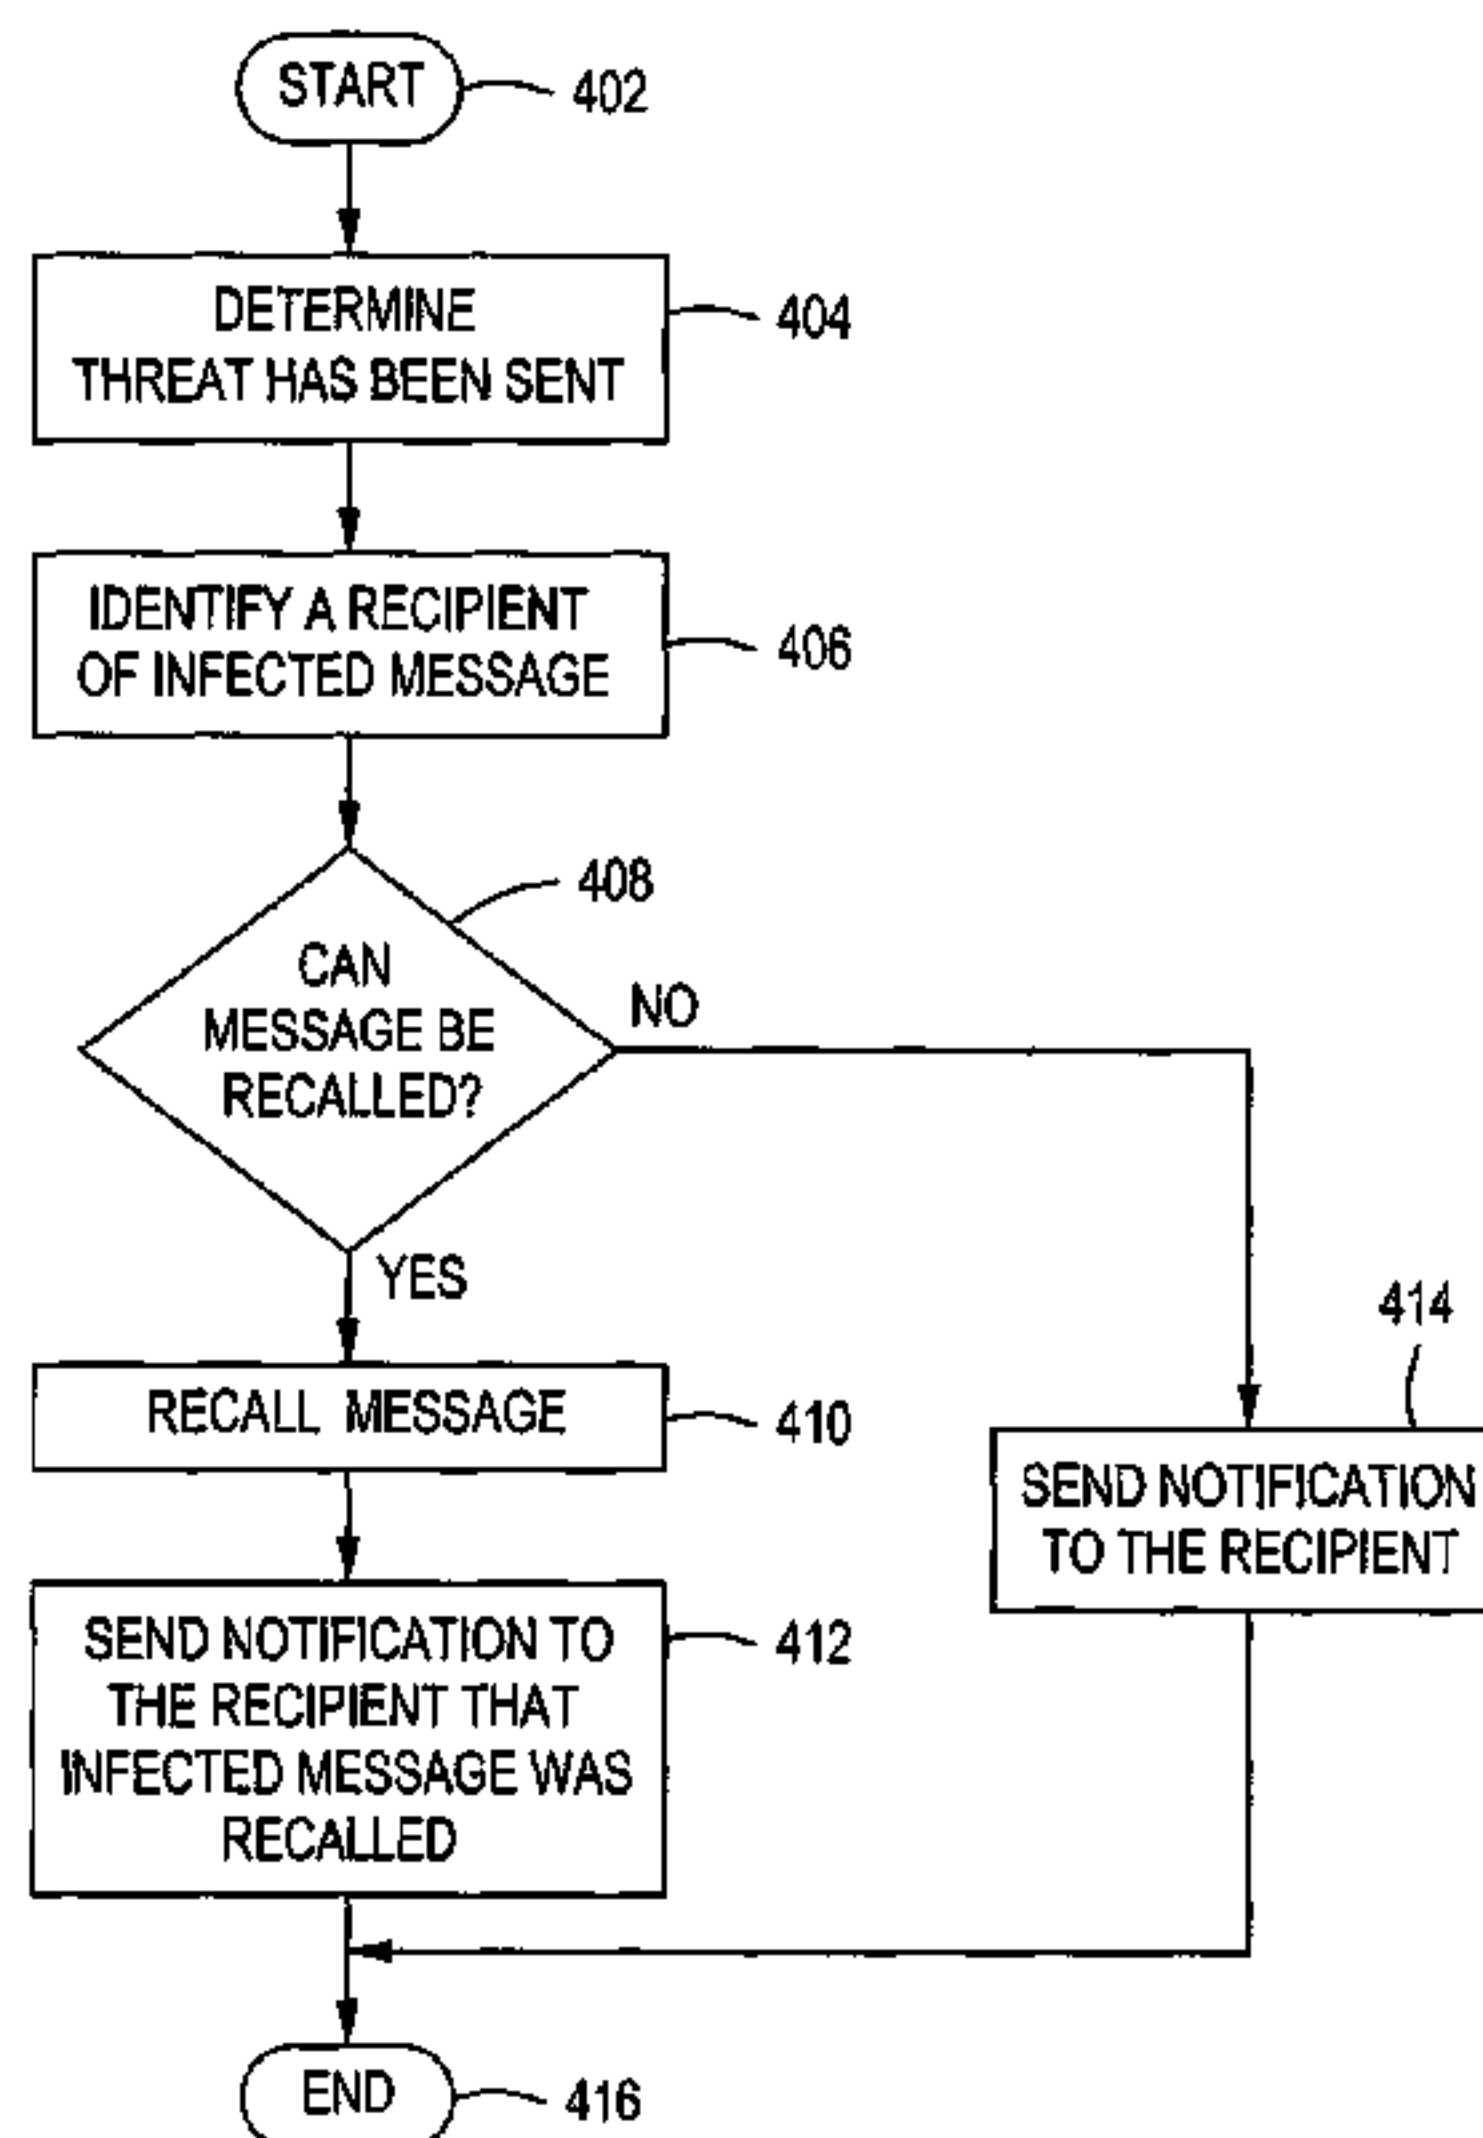 START
402
DETERMINE
THREAT HAS BEEN SENT
404
IDENTIFY A RECIPIENT
OF INFECTED MESSAGE
406
408
CAN
MESSAGE BE
RECALLED?
NO
YES
RECALL MESSAGE
410
SEND NOTIFICATION TO
THE RECIPIENT THAT
INFECTED MESSAGE WAS
RECALLED
412
414
SEND NOTIFICATION
TO THE RECIPIENT
END
416